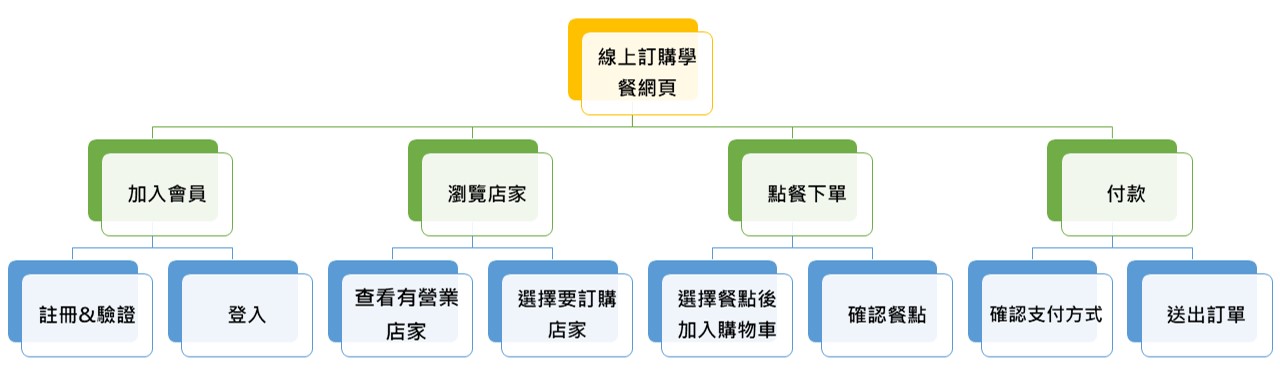 線上訂購學
餐網頁
加入會員
瀏覽店家
點餐下單
付款
註冊&驗證
登入
查看有營業
店家
選擇要訂購
店家
選擇餐點後
加入購物車
確認餐點
確認支付方式
送出訂單